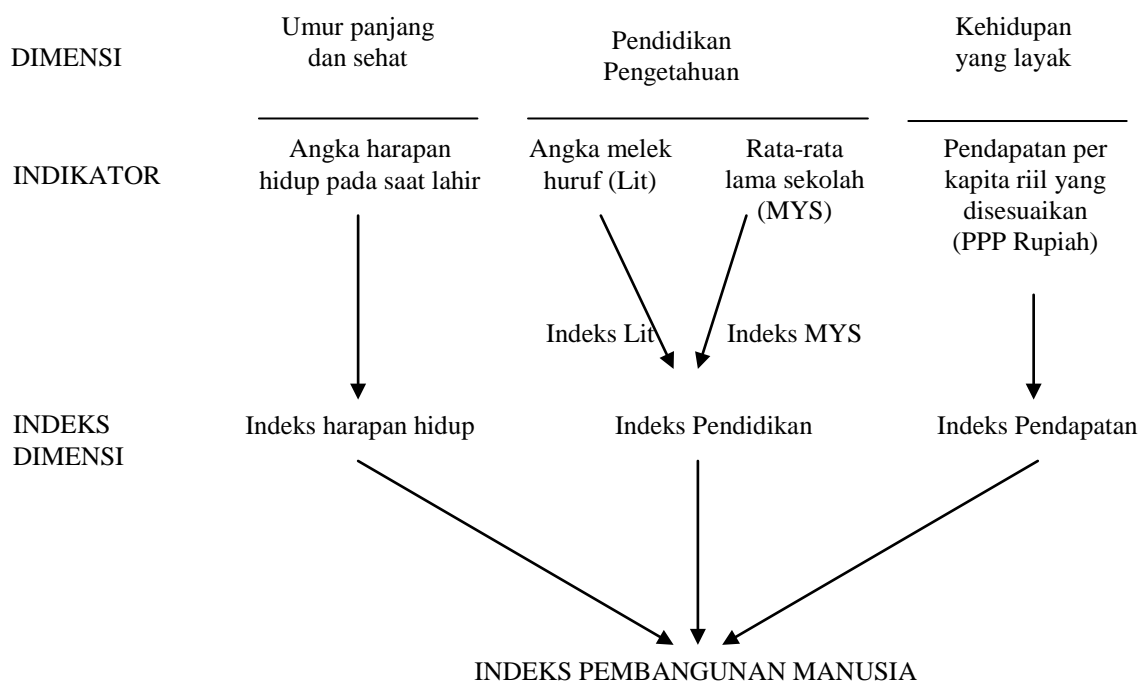 DIMENSI
Umur panjang
dan sehat
Pendidikan
Pengetahuan
Kehidupan
yang layak
INDIKATOR
Angka harapan
hidup pada saat lahir
Angka melek
huruf (Lit)
Rata-rata
lama sekolah
(MYS)
Pendapatan per
kapita riil yang
disesuaikan
(PPP Rupiah)
Indeks Lit
Indeks MYS
INDEKS
DIMENSI
Indeks harapan hidup
Indeks Pendidikan
Indeks Pendapatan
INDEKS PEMBANGUNAN MANUSIA